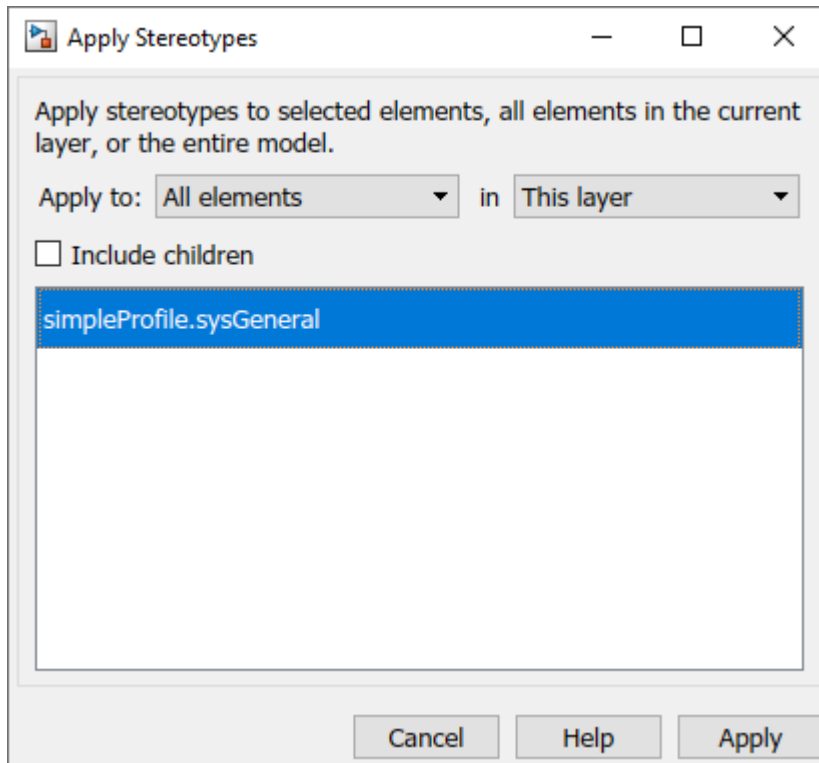 Apply Stereotypes
Apply stereotypes to selected elements, all elements in the current
layer, or the entire model.
Apply to: All elements in This layer
Include children
simpleProfile.sysGeneral
Cancel Help Apply